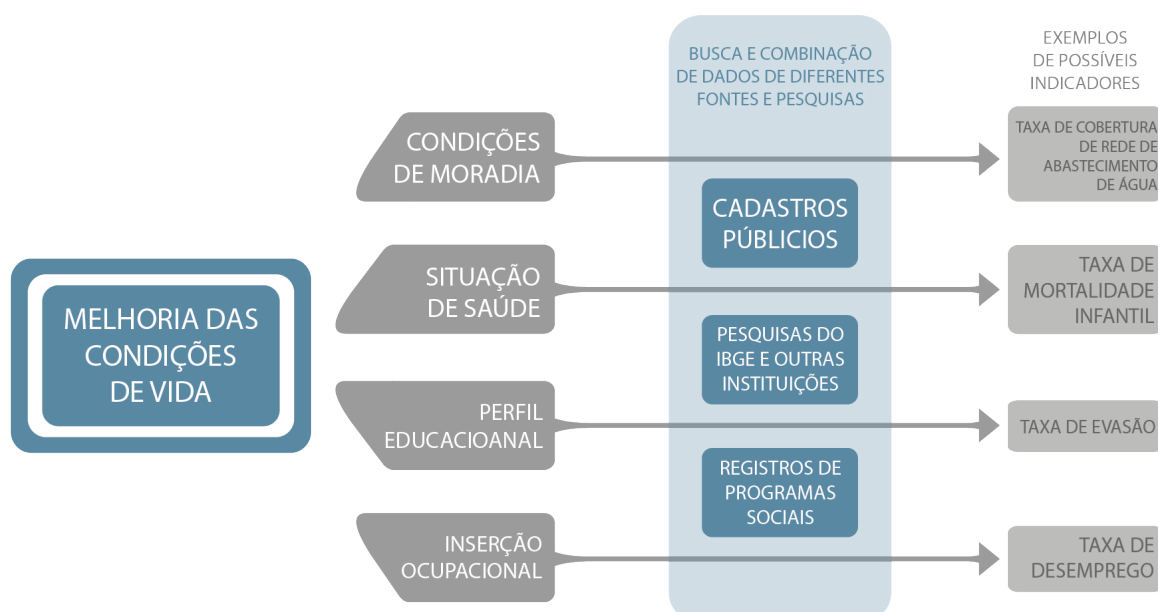 MELHORIA DAS
CONDIÇÕES
DE VIDA
CONDIÇÕES
DE MORADIA
SITUAÇÃO
DE SAÚDE
PERFIL
EDUCACIOANAL
INSERÇÃO
OCUPACIONAL
BUSCA E COMBINAÇÃO
DE DADOS DE DIFERENTES
FONTES E PESQUISAS
CADASTROS
PÚBLICIOS
PESQUISAS DO
IBGE E OUTRAS
INSTITUIÇÕES
REGISTROS DE
PROGRAMAS
SOCIAIS
EXEMPLOS
DE POSSÍVEIS
INDICADORES
TAXA DE COBERTURA
DE REDE DE
ABASTECIMENTO
DE ÁGUA
TAXA DE
MORTALIDADE
INFANTIL
TAXA DE EVASÃO
TAXA DE
DESEMPREGO